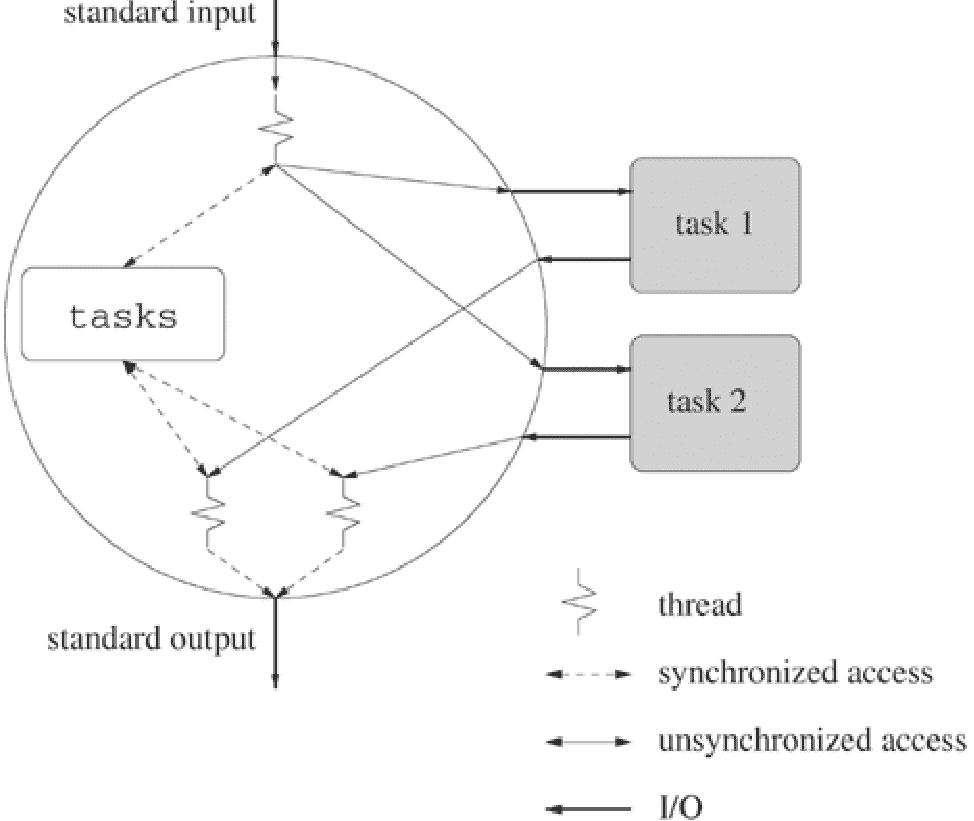 standard input
task 1
tasks
task 2
thread
standard output
synchronized access
unsynchronized access
I/O